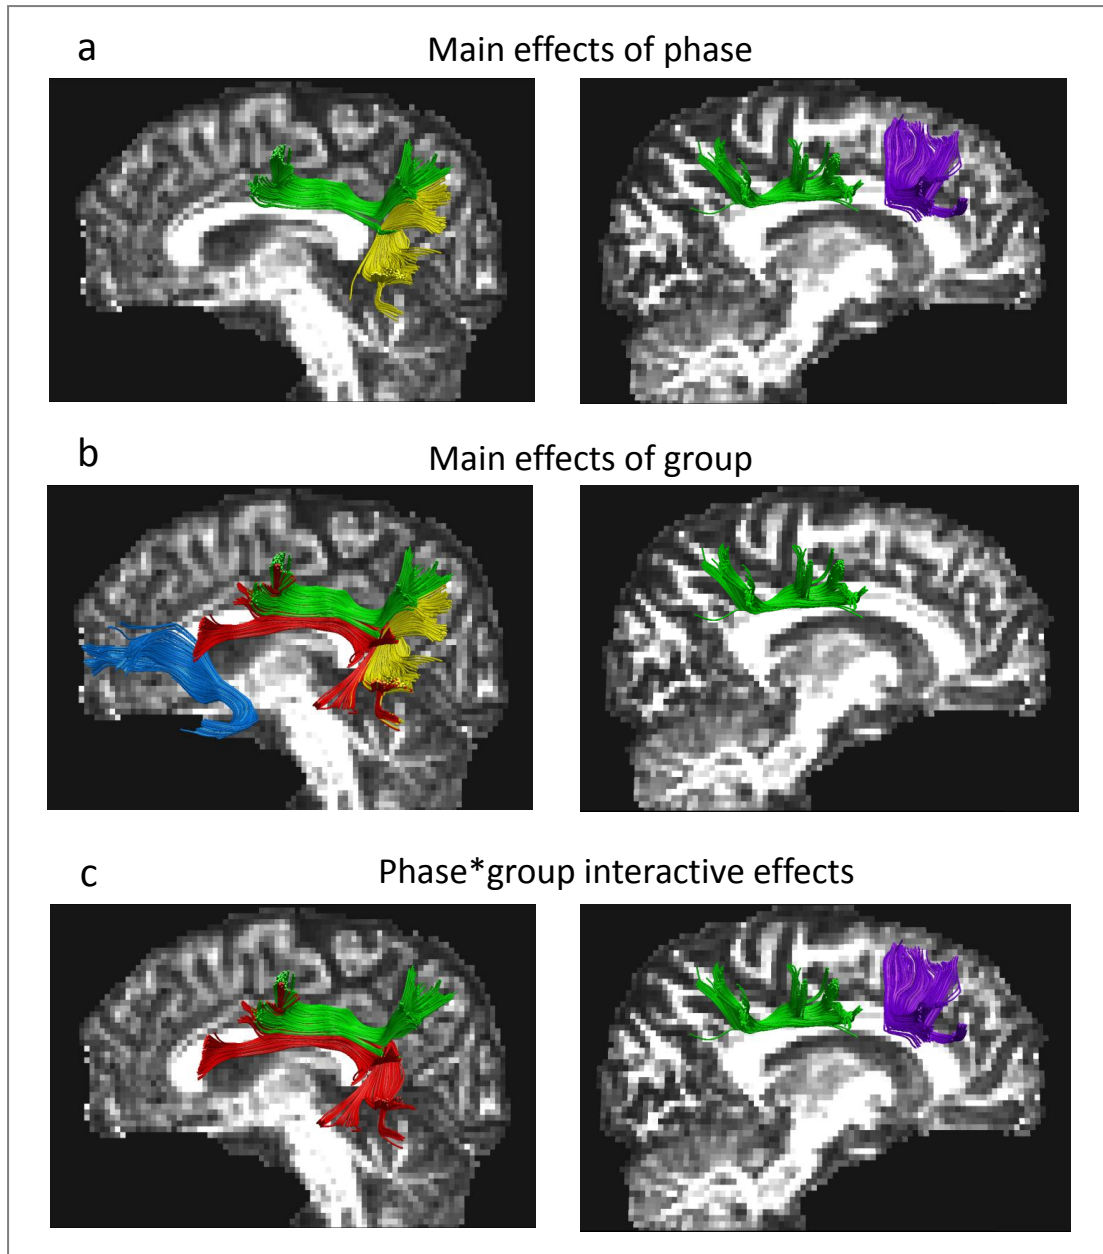 a
Main effects of phase
b
Main effects of group
c
Phase*group interactive effects